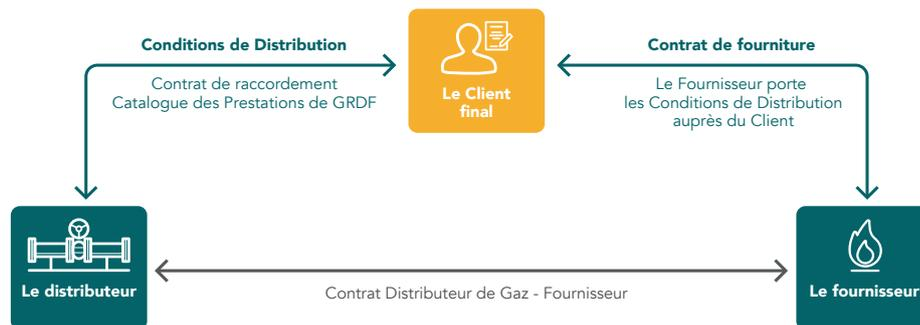 Conditions de Distribution
Contrat de raccordement
Catalogue des Prestations de GRDF
Le Client
final
Contrat de fourniture
Le Fournisseur porte
les Conditions de Distribution
auprès du Client
Le distributeur
Contrat Distributeur de Gaz - Fournisseur
Le fournisseur